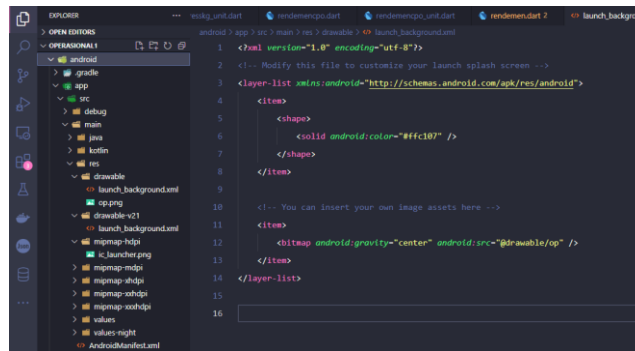 EXPLORER
resskg_unit.dart
rendemencpo.dart
rendemencpo_unit.dart
rendemen.dart 2
launch_backgro
OPEN EDITORS
android > app > src > main > res > drawable > launch_background.xml
OPERASIONAL1
android
.gradle
app
src
debug
main
java
kotlin
res
drawable
launch_background.xml
op.png
drawable-v21
launch_background.xml
mipmap-hdpi
ic_launcher.png
mipmap-mdpi
mipmap-xhdpi
mipmap-xxhdpi
mipmap-xxxhdpi
values
values-night
AndroidManifest.xml
1 <?xml version="1.0" encoding="utf-8"?>
2 <!-- Modify this file to customize your launch splash screen -->
3 <layer-list xmlns:android="http://schemas.android.com/apk/res/android">
4 <item>
5 <shape>
6 <solid android:color="#ffc107" />
7 </shape>
8 </item>
9
10 <!-- You can insert your own image assets here -->
11 <item>
12 <bitmap android:gravity="center" android:src="@drawable/op" />
13 </item>
14 </layer-list>
15
16